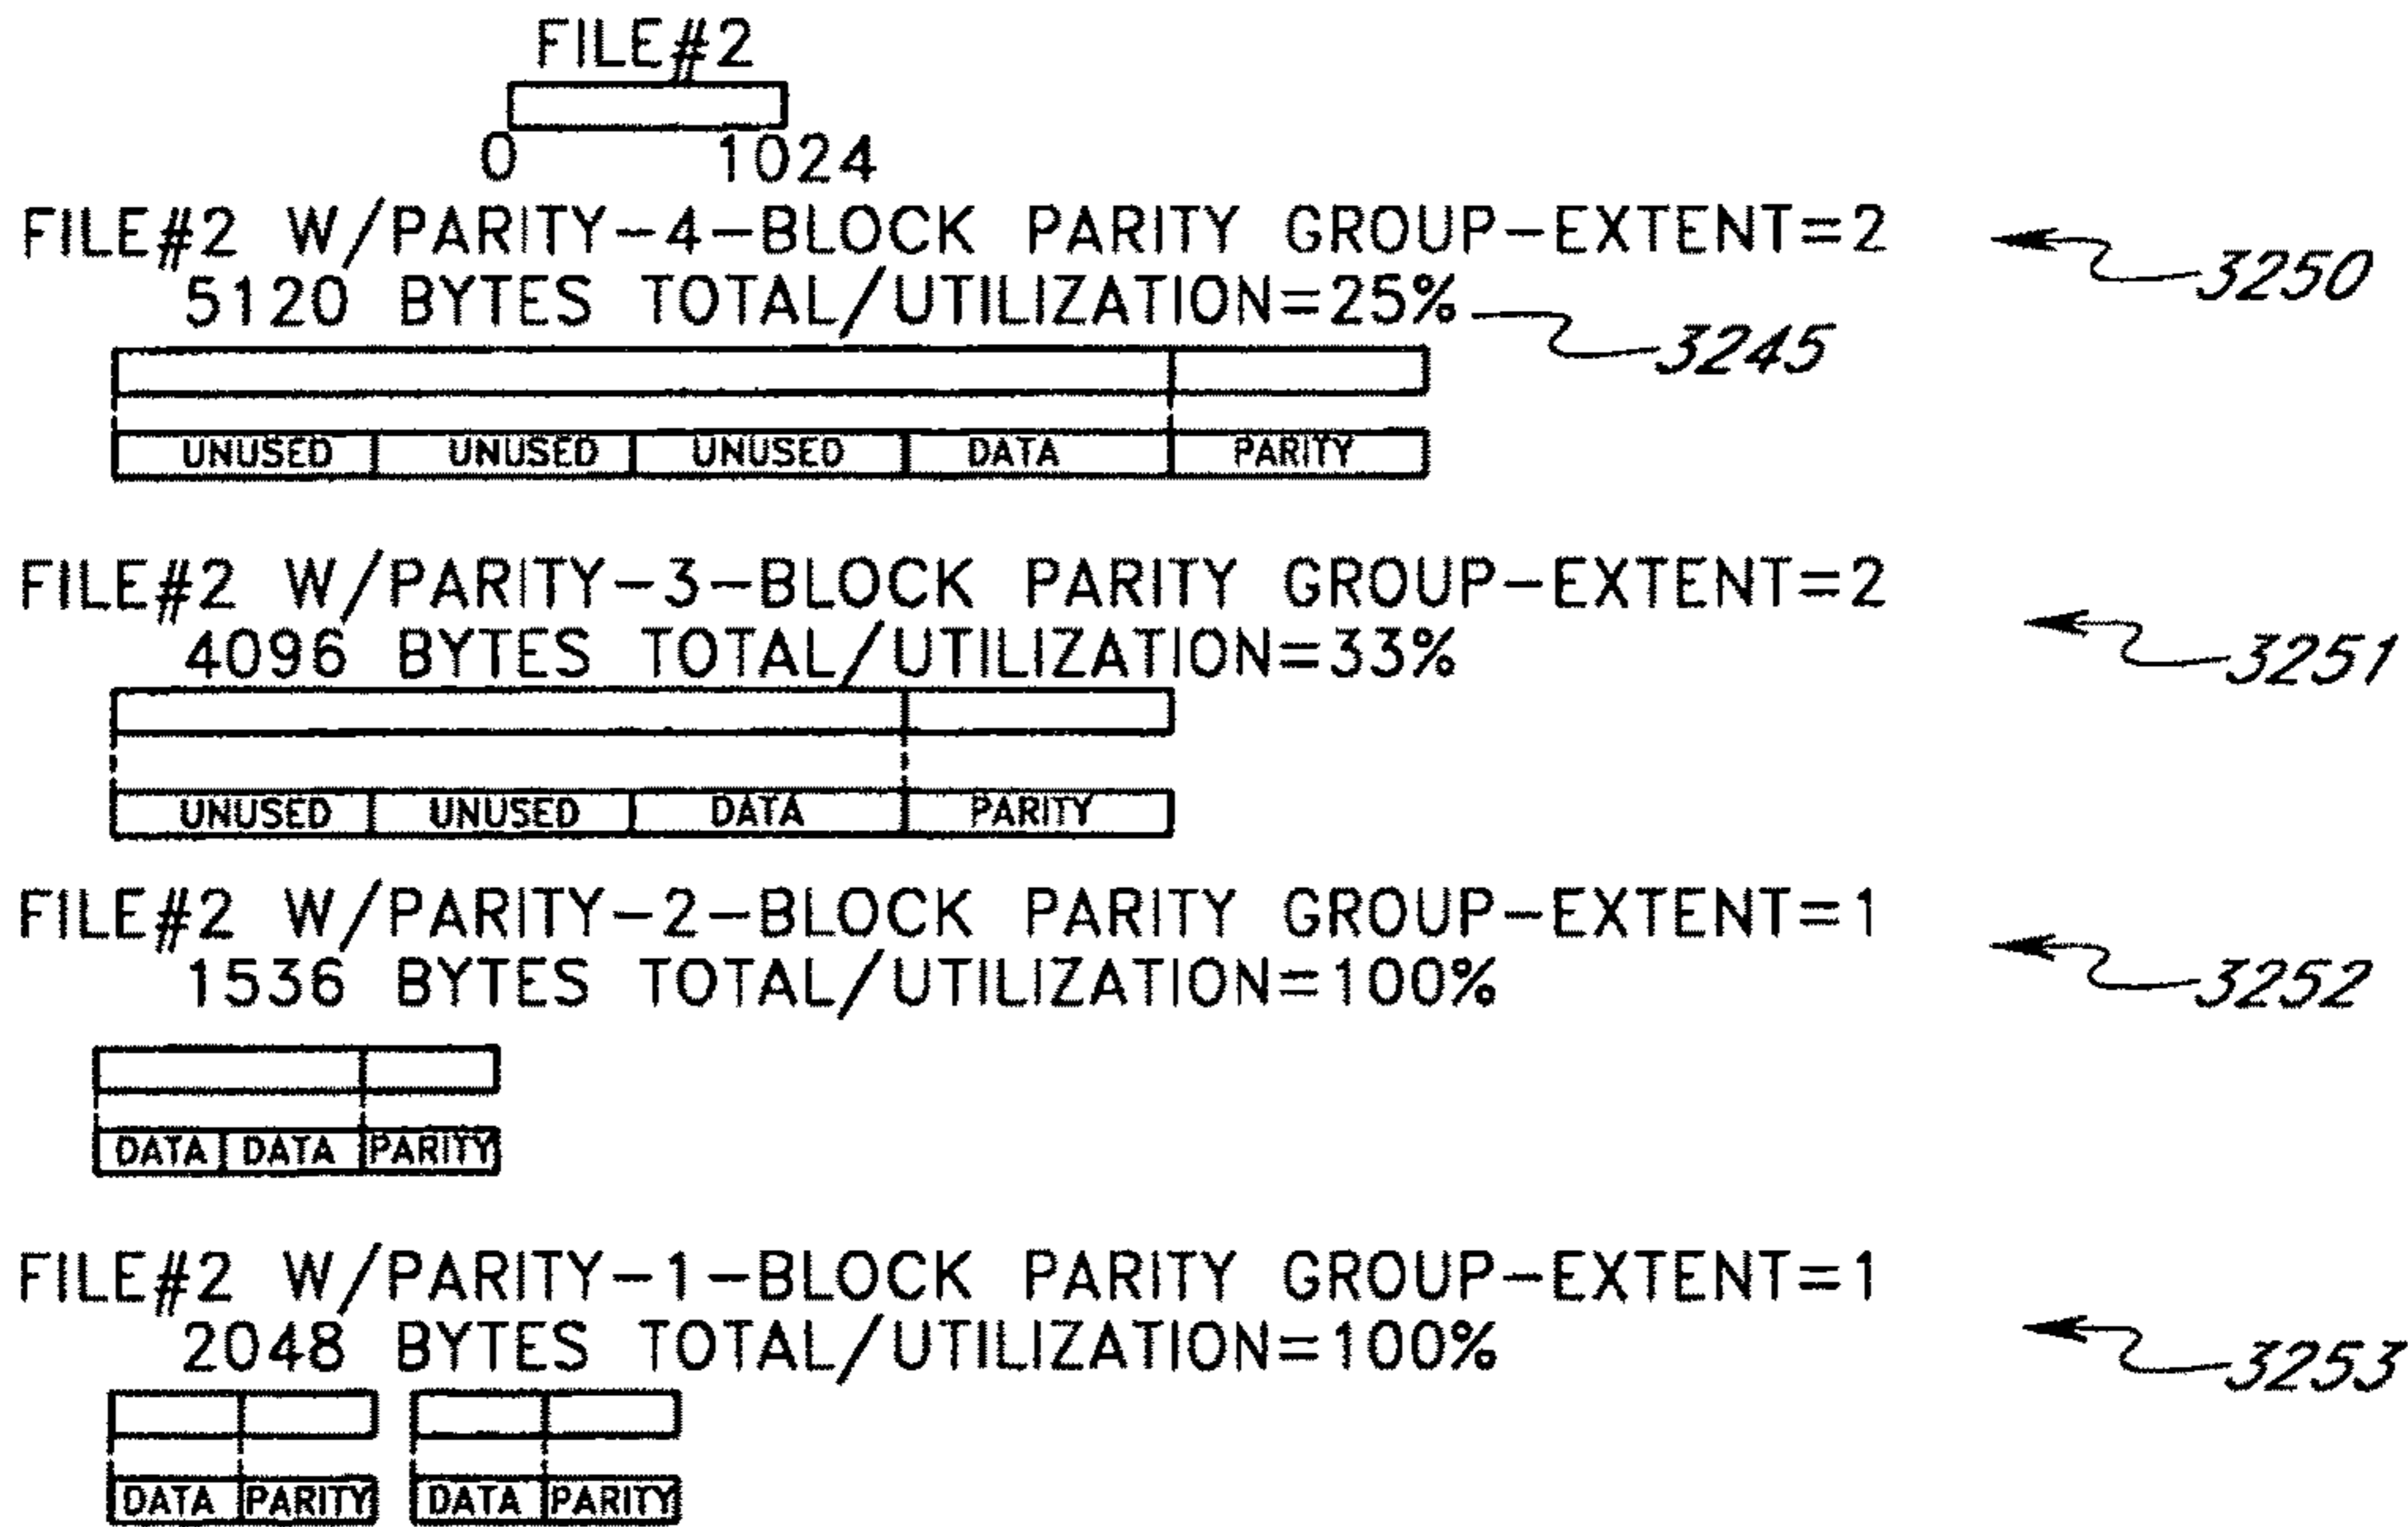 FILE#2
0 1024
FILE#2 W/PARITY-4-BLOCK PARITY GROUP-EXTENT=2
3250
5120 BYTES TOTAL/UTILIZATION=25%
3245
UNUSED UNUSED UNUSED DATA PARITY
FILE#2 W/PARITY-3-BLOCK PARITY GROUP-EXTENT=2
4096 BYTES TOTAL/UTILIZATION=33%
3251
UNUSED UNUSED DATA PARITY
FILE#2 W/PARITY-2-BLOCK PARITY GROUP-EXTENT=1
1536 BYTES TOTAL/UTILIZATION=100%
3252
DATA DATA PARITY
FILE#2 W/PARITY-1-BLOCK PARITY GROUP-EXTENT=1
2048 BYTES TOTAL/UTILIZATION=100%
3253
DATA PARITY DATA PARITY